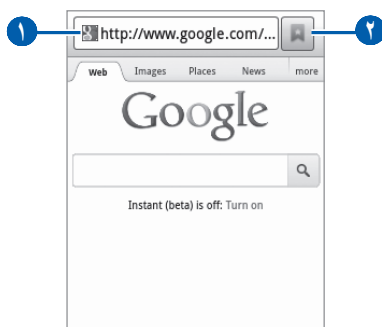 ١ http://www.google.com/... ٢
Web Images Places News more
Google
Instant (beta) is off: Turn on